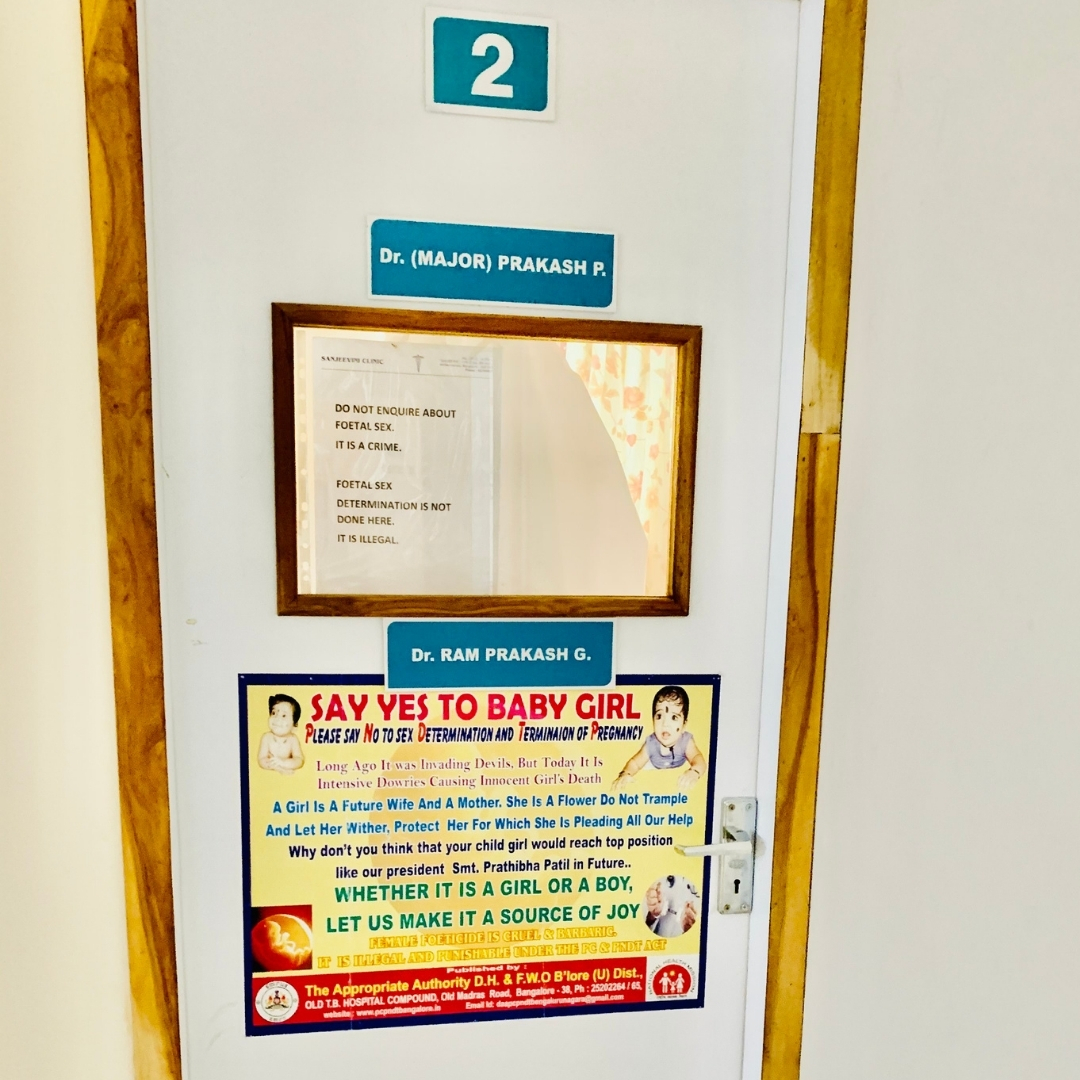 2
Dr. (MAJOR) PRAKASH P.
SANJEEVINI CLINIC
DO NOT ENQUIRE ABOUT
FOETAL SEX.
IT IS A CRIME.
FOETAL SEX
DETERMINATION IS NOT
DONE HERE.
IT IS ILLEGAL.
Dr. RAM PRAKASH G.
SAY YES TO BABY GIRL
PLEASE SAY NO TO SEX DETERMINATION AND TERMINAION OF PREGNANCY
Long Ago It was Invading Devils, But Today It Is
Intensive Dowries Causing Innocent Girl's Death
A Girl Is A Future Wife And A Mother. She Is A Flower Do Not Trample
And Let Her Wither, Protect Her For Which She Is Pleading All Our Help
Why don't you think that your child girl would reach top position
like our president Smt. Prathibha Patil in Future..
WHETHER IT IS A GIRL OR A BOY,
LET US MAKE IT A SOURCE OF JOY
FEMALE FOETICIDE IS CRUEL & BARBARIC.
IT IS ILLEGAL AND PUNISHABLE UNDER THE PC & PNDT ACT
Published by :
The Appropriate Authority D.H. & F.W.O B'lore (U) Dist.,
OLD T.B. HOSPITAL COMPOUND, Old Madras Road, Bangalore - 38, Ph : 25202264 / 65,
website: www.pcpndtbengalore.in Email Id: